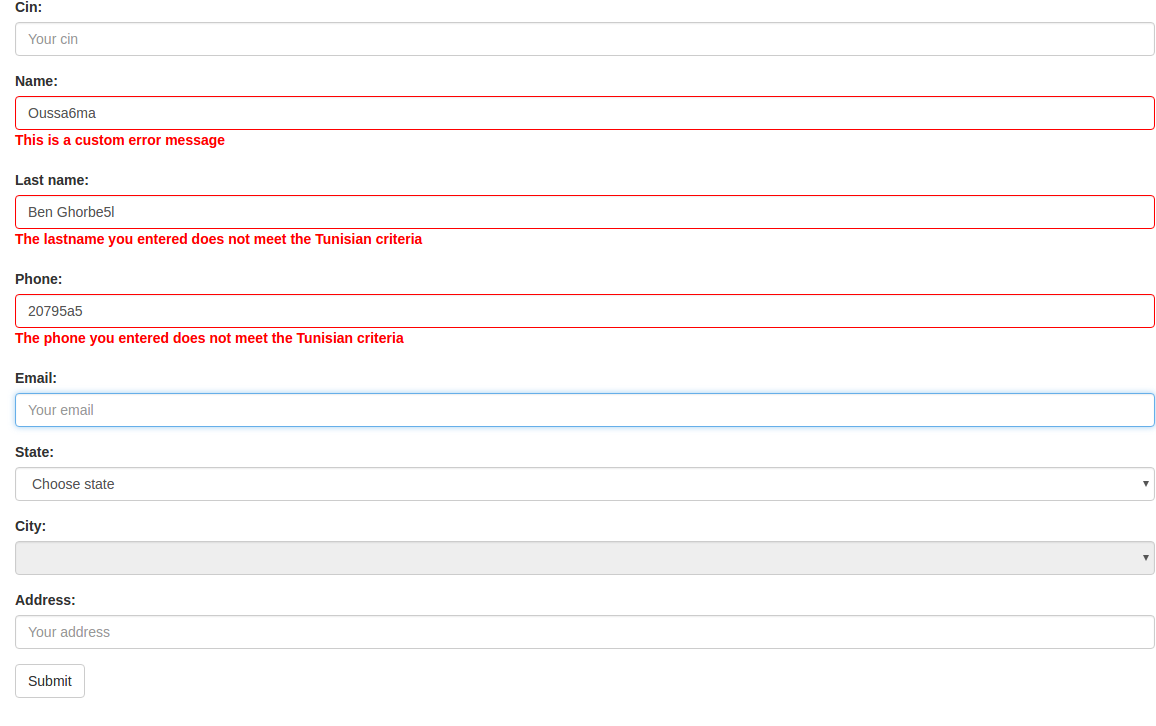 Cin:
Your cin
Name:
Oussa6ma
This is a custom error message
Last name:
Ben Ghorbe5l
The lastname you entered does not meet the Tunisian criteria
Phone:
20795a5
The phone you entered does not meet the Tunisian criteria
Email:
Your email
State:
Choose state
City:
Address:
Your address
Submit